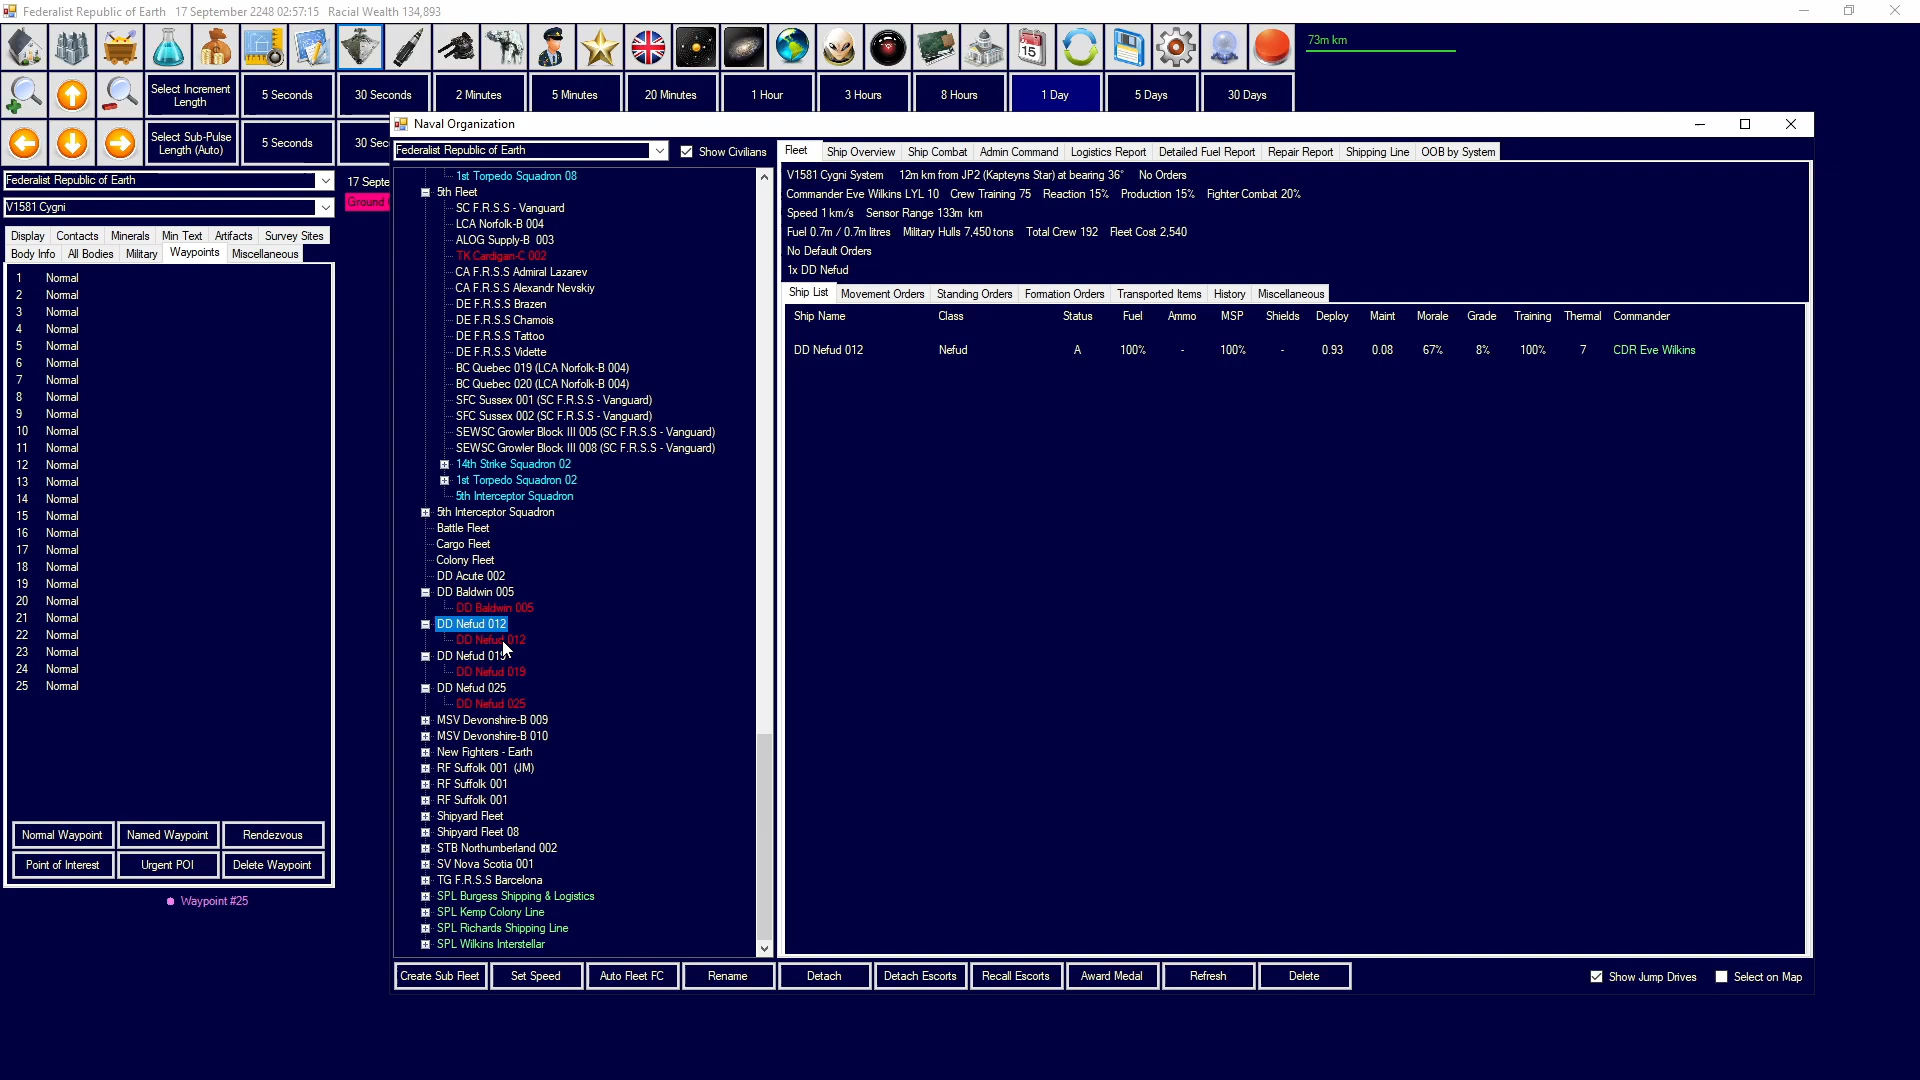 Federalist Republic of Earth   17 September 2248 02:57:15   Racial Wealth 134,893
73m km
Select Increment Length
5 Seconds
30 Seconds
2 Minutes
5 Minutes
20 Minutes
1 Hour
3 Hours
8 Hours
1 Day
5 Days
30 Days
Select Sub-Pulse Length (Auto)
5 Seconds
30 Sec
Federalist Republic of Earth
17 Septe
V1581 Cygni
Ground
Display   Contacts   Minerals   Min Text   Artifacts   Survey Sites
Body Info   All Bodies   Military   Waypoints   Miscellaneous
1   Normal
2   Normal
3   Normal
4   Normal
5   Normal
6   Normal
7   Normal
8   Normal
9   Normal
10   Normal
11   Normal
12   Normal
13   Normal
14   Normal
15   Normal
16   Normal
17   Normal
18   Normal
19   Normal
20   Normal
21   Normal
22   Normal
23   Normal
24   Normal
25   Normal
Normal Waypoint   Named Waypoint   Rendezvous
Point of Interest   Urgent POI   Delete Waypoint
Waypoint #25
Naval Organization
Federalist Republic of Earth   Show Civilians
1st Torpedo Squadron 08
5th Fleet
SC F.R.S.S - Vanguard
LCA Norfolk-B 004
ALOG Supply-B 003
TK Cardigan-C 002
CA F.R.S.S Admiral Lazarev
CA F.R.S.S Alexandr Nevskiy
DE F.R.S.S Brazen
DE F.R.S.S Chamois
DE F.R.S.S Tattoo
DE F.R.S.S Vidette
BC Quebec 019 (LCA Norfolk-B 004)
BC Quebec 020 (LCA Norfolk-B 004)
SFC Sussex 001 (SC F.R.S.S - Vanguard)
SFC Sussex 002 (SC F.R.S.S - Vanguard)
SEWSC Growler Block III 005 (SC F.R.S.S - Vanguard)
SEWSC Growler Block III 008 (SC F.R.S.S - Vanguard)
14th Strike Squadron 02
1st Torpedo Squadron 02
5th Interceptor Squadron
5th Interceptor Squadron
Battle Fleet
Cargo Fleet
Colony Fleet
DD Acute 002
DD Baldwin 005
DD Baldwin 005
DD Nefud 012
DD Nefud 012
DD Nefud 019
DD Nefud 019
DD Nefud 025
DD Nefud 025
MSV Devonshire-B 009
MSV Devonshire-B 010
New Fighters - Earth
RF Suffolk 001 (JM)
RF Suffolk 001
RF Suffolk 001
Shipyard Fleet
Shipyard Fleet 08
STB Northumberland 002
SV Nova Scotia 001
TG F.R.S.S Barcelona
SPL Burgess Shipping & Logistics
SPL Kemp Colony Line
SPL Richards Shipping Line
SPL Wilkins Interstellar
Fleet   Ship Overview   Ship Combat   Admin Command   Logistics Report   Detailed Fuel Report   Repair Report   Shipping Line   OOB by System
V1581 Cygni System   12m km from JP2 (Kapteyns Star) at bearing 36°   No Orders
Commander Eve Wilkins LYL 10   Crew Training 75   Reaction 15%   Production 15%   Fighter Combat 20%
Speed 1 km/s   Sensor Range 133m km
Fuel 0.7m / 0.7m litres   Military Hulls 7,450 tons   Total Crew 192   Fleet Cost 2,540
No Default Orders
1x DD Nefud
Ship List   Movement Orders   Standing Orders   Formation Orders   Transported Items   History   Miscellaneous
Ship Name   Class   Status   Fuel   Ammo   MSP   Shields   Deploy   Maint   Morale   Grade   Training   Thermal   Commander
DD Nefud 012   Nefud   A   100%   -   100%   -   0.93   0.08   67%   8%   100%   7   CDR Eve Wilkins
Create Sub Fleet   Set Speed   Auto Fleet FC   Rename   Detach   Detach Escorts   Recall Escorts   Award Medal   Refresh   Delete   Show Jump Drives   Select on Map